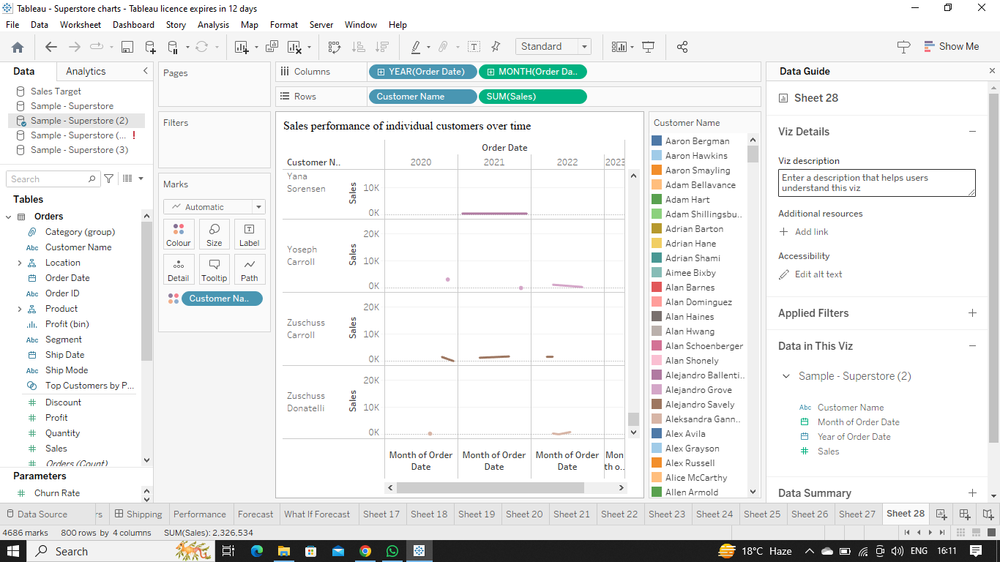 Tableau - Superstore charts - Tableau licence expires in 12 days
File Data Worksheet Dashboard Story Analysis Map Format Server Window Help
Standard
Show Me
Data Analytics
Sales Target
Sample - Superstore
Sample - Superstore (2)
Sample - Superstore (... !
Sample - Superstore (3)
Search
Tables
Orders
Category (group)
Abc Customer Name
Location
Order Date
Abc Order ID
Product
Profit (bin)
Abc Segment
Ship Date
Abc Ship Mode
Top Customers by P...
Discount
Profit
Quantity
Sales
Orders (Count)
Parameters
Churn Rate
Pages
Filters
Marks
Automatic
Colour Size Label
Detail Tooltip Path
Customer Na..
Columns YEAR(Order Date) MONTH(Order Da..
Rows Customer Name SUM(Sales)
Sales performance of individual customers over time
Order Date
Customer N.. 2020 2021 2022 2023
Yana
Sorensen
Sales
10K
0K
Yoseph
Carroll
Sales
20K
10K
0K
Zuschuss
Carroll
Sales
20K
10K
0K
Zuschuss
Donatelli
Sales
20K
10K
0K
Month of Order Month of Order Month of Order Mon
Date Date Date th o..
Customer Name
Aaron Bergman
Aaron Hawkins
Aaron Smayling
Adam Bellavance
Adam Hart
Adam Shillingsbu..
Adrian Barton
Adrian Hane
Adrian Shami
Aimee Bixby
Alan Barnes
Alan Dominguez
Alan Haines
Alan Hwang
Alan Schoenberger
Alan Shonely
Alejandro Ballenti..
Alejandro Grove
Alejandro Savely
Aleksandra Gann..
Alex Avila
Alex Grayson
Alex Russell
Alice McCarthy
Allen Armold
Data Guide
Sheet 28
Viz Details
Viz description
Enter a description that helps users
understand this viz
Additional resources
Add link
Accessibility
Edit alt text
Applied Filters
Data in This Viz
Sample - Superstore (2)
Abc Customer Name
Month of Order Date
Year of Order Date
Sales
Data Summary
Data Source rs Shipping Performance Forecast What If Forecast Sheet 17 Sheet 18 Sheet 19 Sheet 20 Sheet 21 Sheet 22 Sheet 23 Sheet 24 Sheet 25 Sheet 26 Sheet 27 Sheet 28
4686 marks 800 rows by 4 columns SUM(Sales): 2,326,534
Search 18°C Haze ENG 16:11